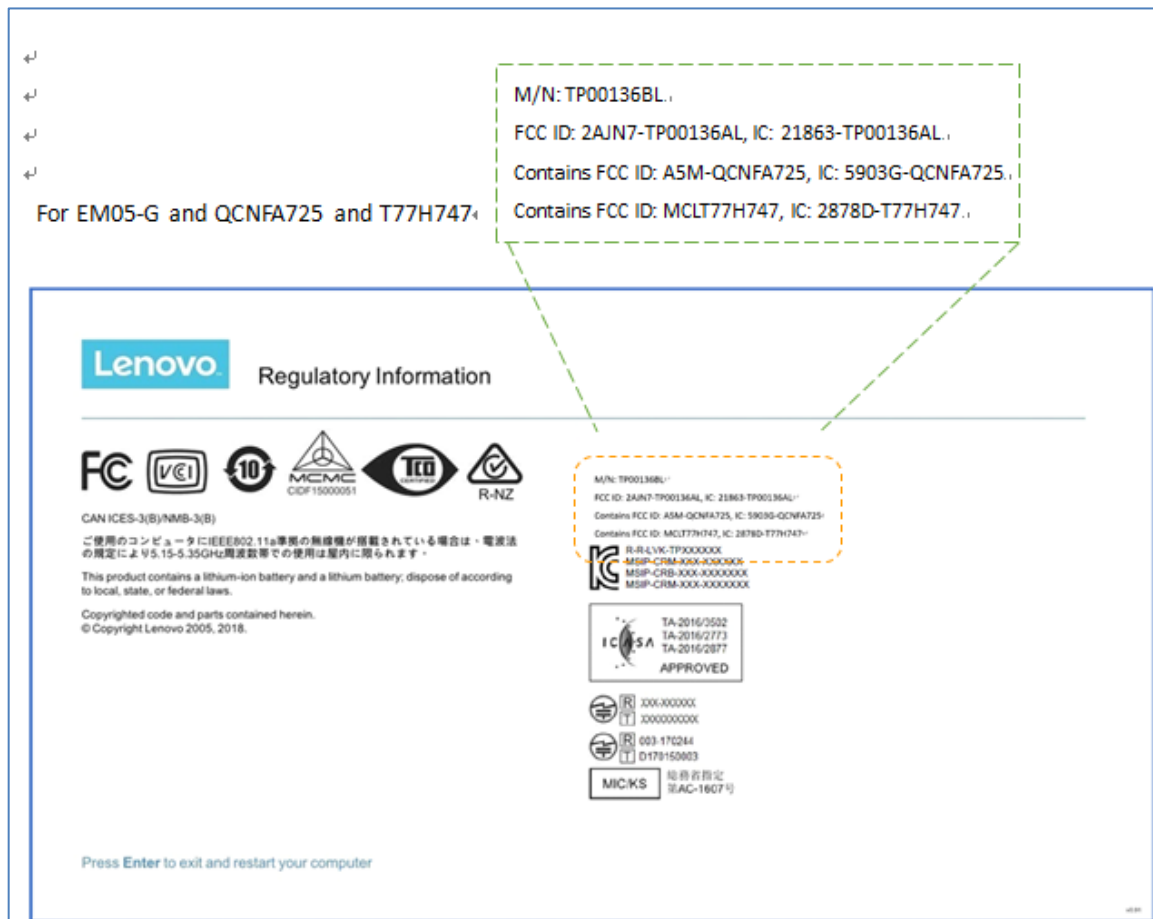 M/N: TP00136BL
FCC ID: 2AJN7-TP00136AL, IC: 21863-TP00136AL
Contains FCC ID: A5M-QCNFA725, IC: 5903G-QCNFA725
Contains FCC ID: MCLT77H747, IC: 2878D-T77H747
For EM05-G and QCNFA725 and T77H747
Lenovo
Regulatory Information
FC
VCI
10
MCMC
CIDF15000051
TCO
CERTIFIED
R-NZ
CAN ICES-3(B)/NMB-3(B)
ご使用のコンピュータにIEEE802.11a準拠の無線機が搭載されている場合は、電波法
の規定により5.15-5.35GHz周波数帯での使用は屋内に限られます。
This product contains a lithium-ion battery and a lithium battery; dispose of according
to local, state, or federal laws.
Copyrighted code and parts contained herein.
© Copyright Lenovo 2005, 2018.
M/N: TP00136BL
FCC ID: 2AJN7-TP00136AL, IC: 21863-TP00136AL
Contains FCC ID: A5M-QCNFA725, IC: 5903G-QCNFA725
Contains FCC ID: MCLT77H747, IC: 2878D-T77H747
R-R-LVK-TPXXXXXX
MSIP-CRM-XXX-XXXXXX
MSIP-CRB-XXX-XXXXXXX
MSIP-CRM-XXX-XXXXXXX
ICASA
TA-2016/3502
TA-2016/2773
TA-2016/2877
APPROVED
R XXX-XXXXXX
T XXXXXXXXXX
R 003-170244
T D170150003
MIC/KS
総務省指定
第AC-1607号
Press Enter to exit and restart your computer